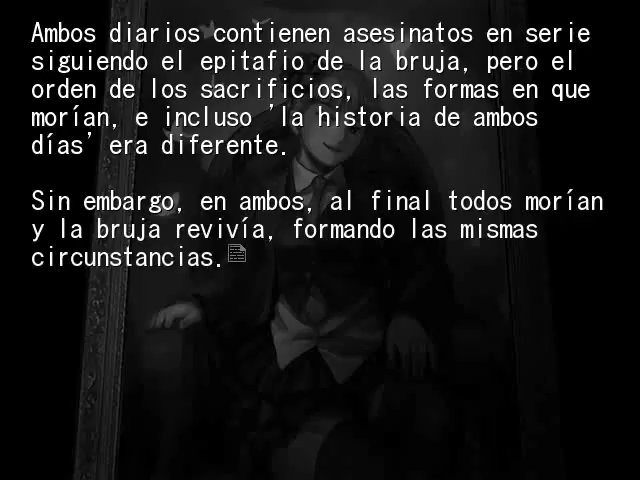 Ambos diarios contienen asesinatos en serie
siguiendo el epitafio de la bruja, pero el
orden de los sacrificios, las formas en que
morían, e incluso 'la historia de ambos
días' era diferente.
Sin embargo, en ambos, al final todos morían
y la bruja revivía, formando las mismas
circunstancias.